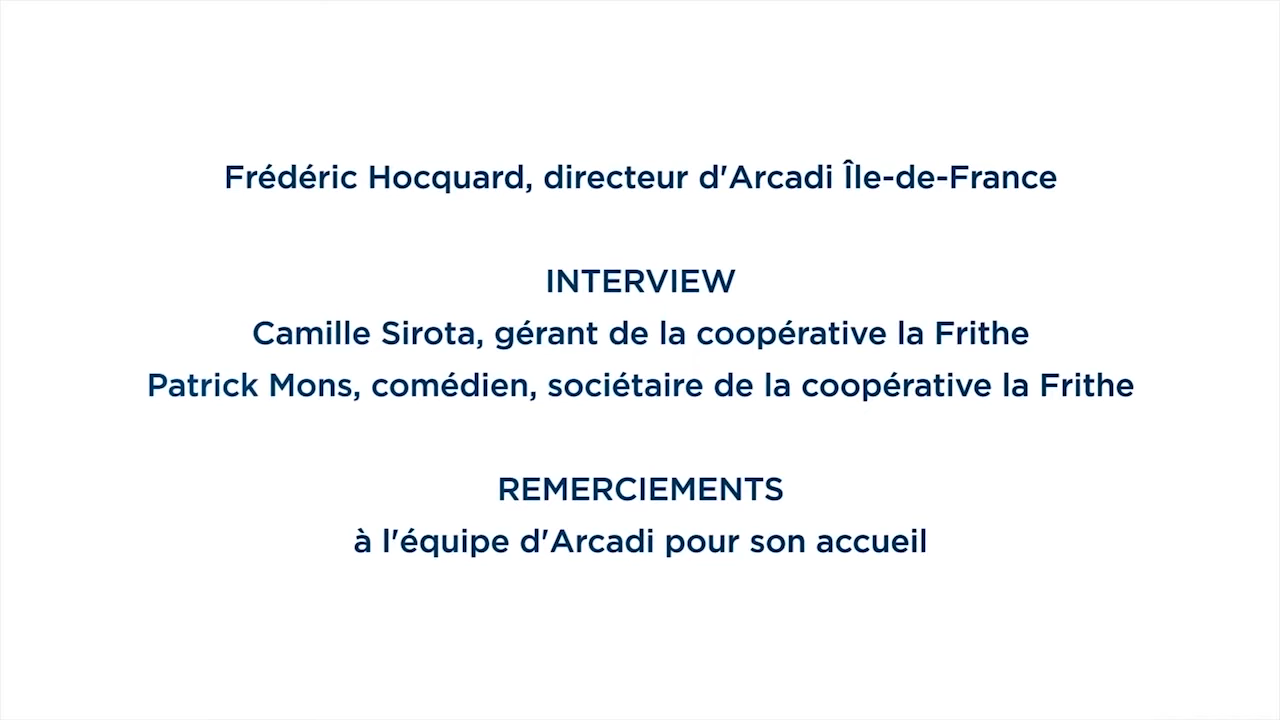 Frédéric Hocquard, directeur d'Arcadi Île-de-France
INTERVIEW
Camille Sirota, gérant de la coopérative la Frithe
Patrick Mons, comédien, sociétaire de la coopérative la Frithe
REMERCIEMENTS
à l'équipe d'Arcadi pour son accueil